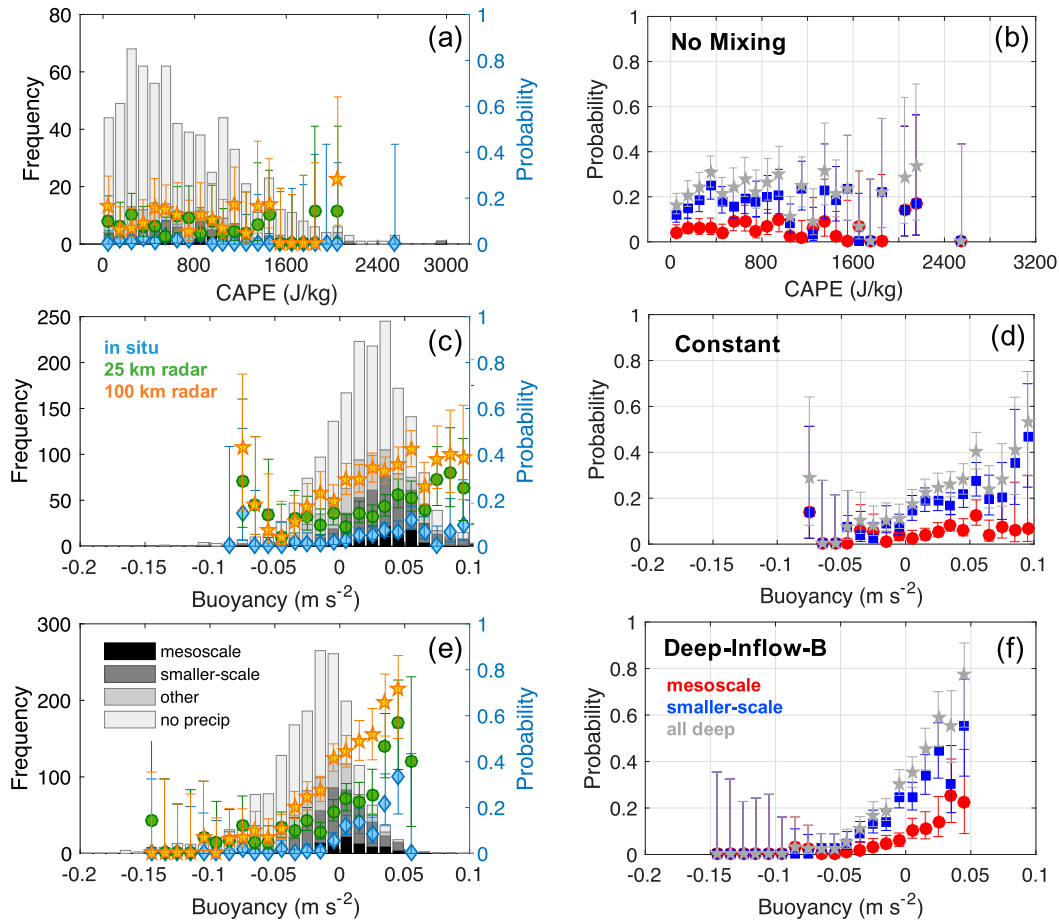 (a)
Frequency
0
20
40
60
80
0
0.2
0.4
0.6
0.8
1
Probability
0 800 1600 2400 3000
CAPE (J/kg)
(b)
No Mixing
Probability
0
0.2
0.4
0.6
0.8
1
0 800 1600 2400 3200
CAPE (J/kg)
(c)
in situ
25 km radar
100 km radar
Frequency
0
50
100
150
200
250
0
0.2
0.4
0.6
0.8
1
Probability
-0.2 -0.15 -0.1 -0.05 0 0.05 0.1
Buoyancy (m s-2)
(d)
Constant
Probability
0
0.2
0.4
0.6
0.8
1
-0.2 -0.15 -0.1 -0.05 0 0.05 0.1
Buoyancy (m s-2)
(e)
mesoscale
smaller-scale
other
no precip
Frequency
0
100
200
300
0
0.2
0.4
0.6
0.8
1
Probability
-0.2 -0.15 -0.1 -0.05 0 0.05 0.1
Buoyancy (m s-2)
(f)
Deep-Inflow-B
mesoscale
smaller-scale
all deep
Probability
0
0.2
0.4
0.6
0.8
1
-0.2 -0.15 -0.1 -0.05 0 0.05 0.1
Buoyancy (m s-2)